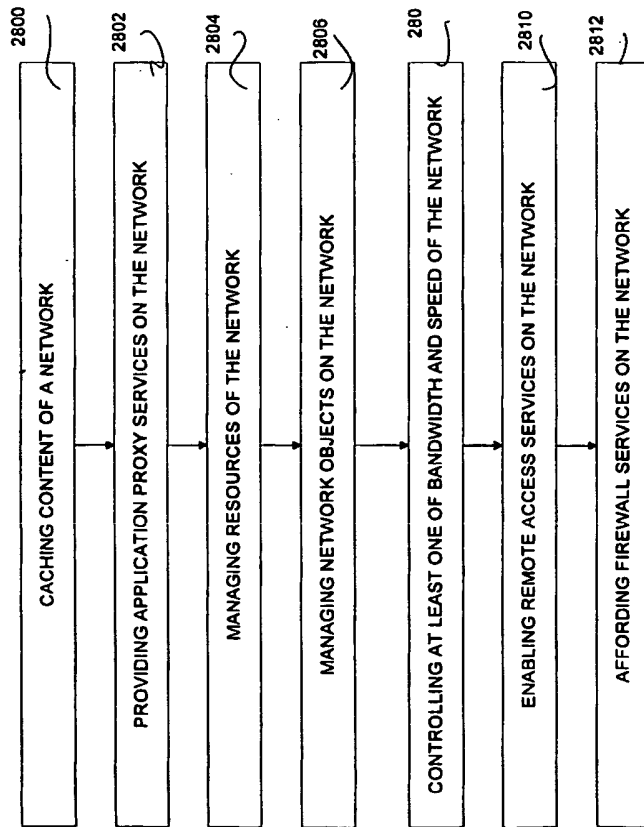 2800
CACHING CONTENT OF A NETWORK
2802
PROVIDING APPLICATION PROXY SERVICES ON THE NETWORK
2804
MANAGING RESOURCES OF THE NETWORK
2806
MANAGING NETWORK OBJECTS ON THE NETWORK
280
CONTROLLING AT LEAST ONE OF BANDWIDTH AND SPEED OF THE NETWORK
2810
ENABLING REMOTE ACCESS SERVICES ON THE NETWORK
2812
AFFORDING FIREWALL SERVICES ON THE NETWORK